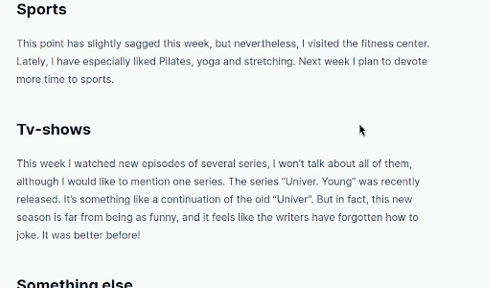 Sports
This point has slightly sagged this week, but nevertheless, I visited the fitness center.
Lately, I have especially liked Pilates, yoga and stretching. Next week I plan to devote
more time to sports.
Tv-shows
This week I watched new episodes of several series, I won't talk about all of them,
although I would like to mention one series. The series “Univer. Young” was recently
released. It's something like a continuation of the old “Univer”. But in fact, this new
season is far from being as funny, and it feels like the writers have forgotten how to
joke. It was better before!
Something else